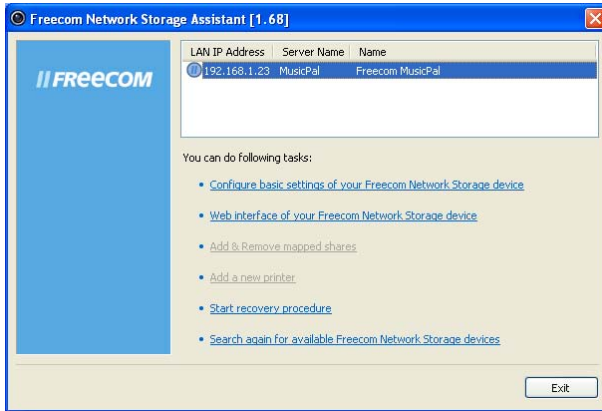 Freecom Network Storage Assistant [1.68]
FREECOM
LAN IP Address Server Name Name
192.168.1.23 MusicPal Freecom MusicPal
You can do following tasks:
• Configure basic settings of your Freecom Network Storage device
• Web interface of your Freecom Network Storage device
• Add & Remove mapped shares
• Add a new printer
• Start recovery procedure
• Search again for available Freecom Network Storage devices
Exit